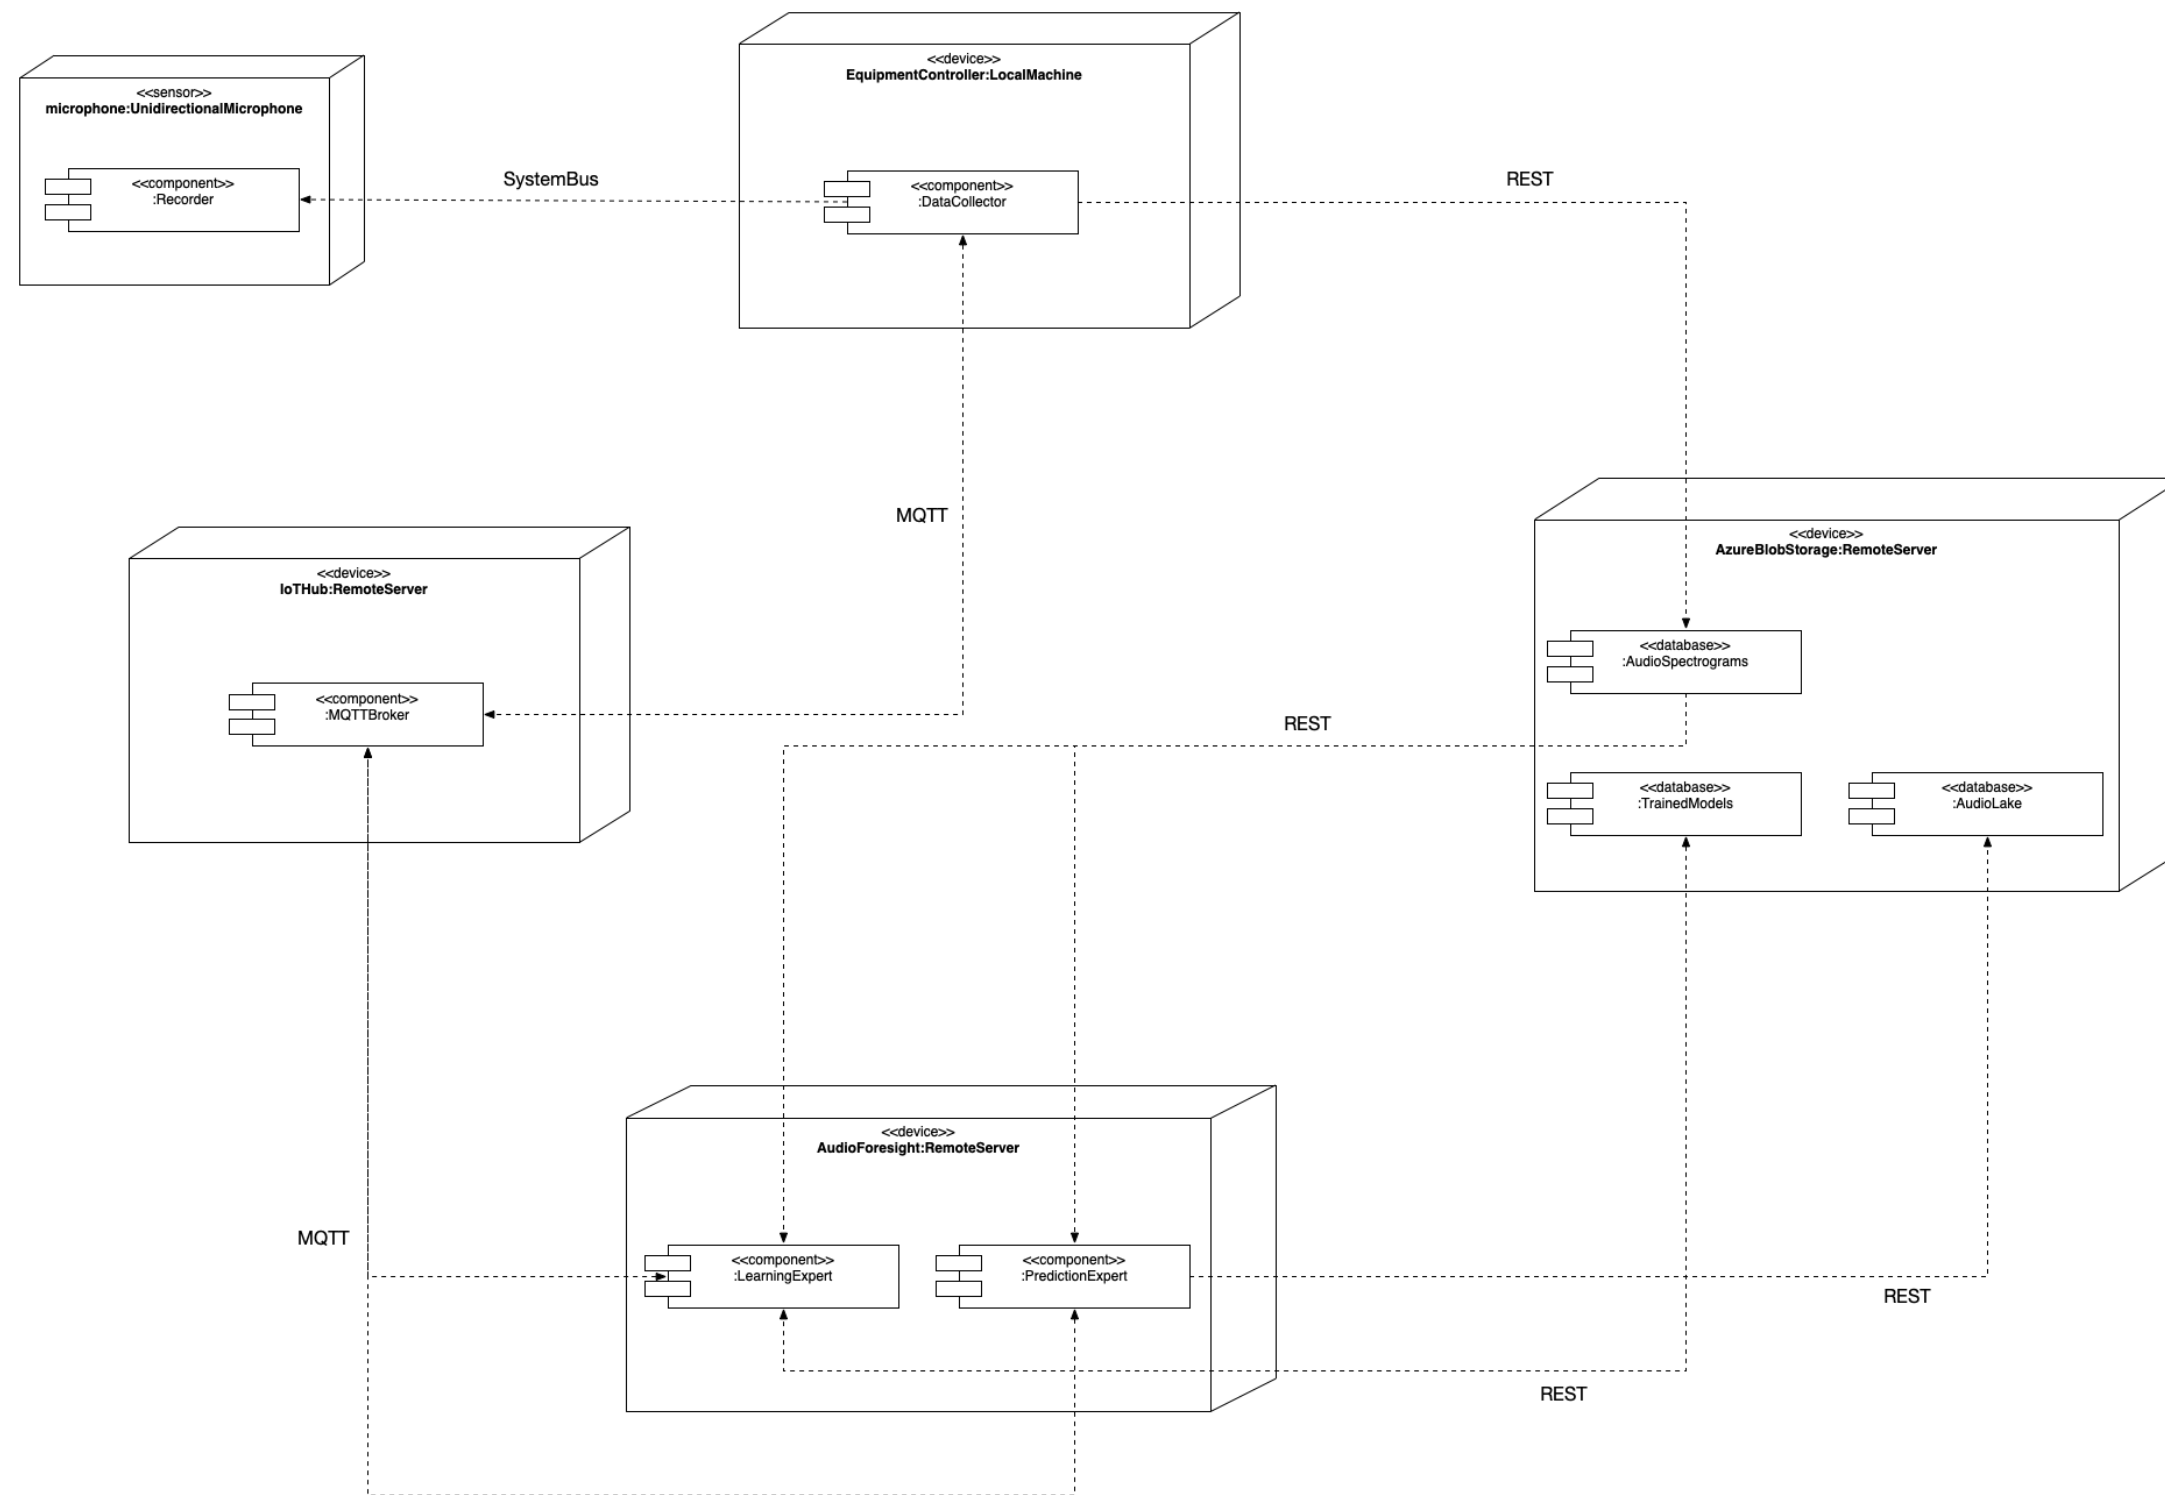 <<sensor>>
microphone:UnidirectionalMicrophone
<<component>>
:Recorder
SystemBus
<<device>>
EquipmentController:LocalMachine
<<component>>
:DataCollector
REST
MQTT
<<device>>
IoTHub:RemoteServer
<<component>>
:MQTTBroker
<<device>>
AzureBlobStorage:RemoteServer
<<database>>
:AudioSpectrograms
REST
<<database>>
:TrainedModels
<<database>>
:AudioLake
<<device>>
AudioForesight:RemoteServer
MQTT
<<component>>
:LearningExpert
<<component>>
:PredictionExpert
REST
REST